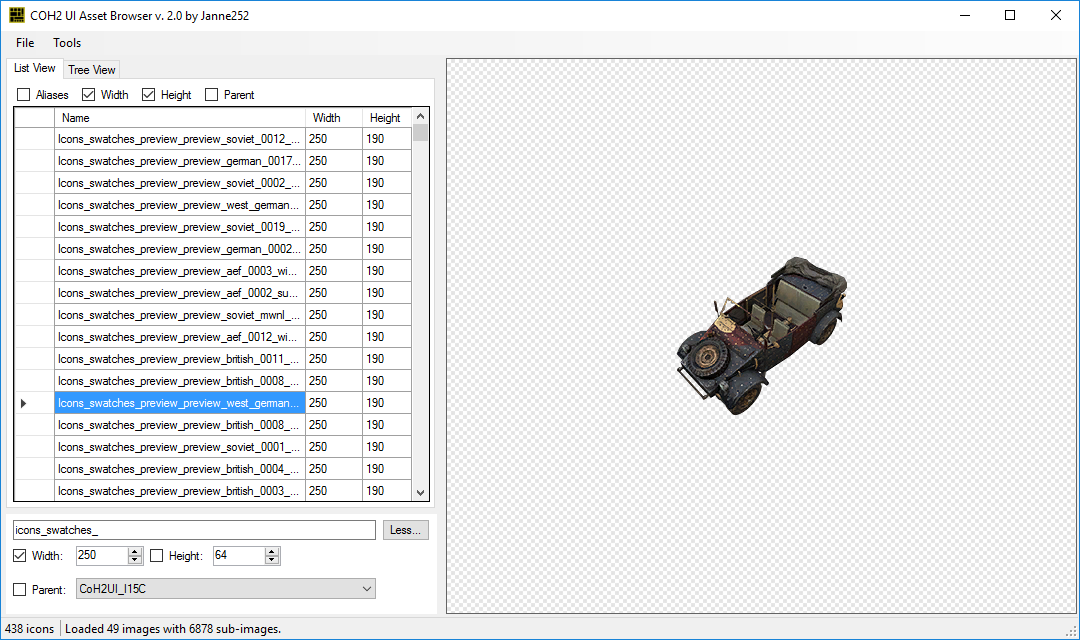 COH2 UI Asset Browser v. 2.0 by Janne252
File Tools
List View Tree View
Aliases Width Height Parent
Name Width Height
Icons_swatches_preview_preview_soviet_0012_... 250 190
Icons_swatches_preview_preview_german_0017... 250 190
Icons_swatches_preview_preview_soviet_0002_... 250 190
Icons_swatches_preview_preview_west_german... 250 190
Icons_swatches_preview_preview_soviet_0019_... 250 190
Icons_swatches_preview_preview_german_0002... 250 190
Icons_swatches_preview_preview_aef_0003_wi... 250 190
Icons_swatches_preview_preview_aef_0002_su... 250 190
Icons_swatches_preview_preview_soviet_mwnl_... 250 190
Icons_swatches_preview_preview_aef_0012_wi... 250 190
Icons_swatches_preview_preview_british_0011_... 250 190
Icons_swatches_preview_preview_british_0008_... 250 190
Icons_swatches_preview_preview_west_german... 250 190
Icons_swatches_preview_preview_british_0008_... 250 190
Icons_swatches_preview_preview_soviet_0001_... 250 190
Icons_swatches_preview_preview_british_0004_... 250 190
Icons_swatches_preview_preview_british_0003_... 250 190
icons_swatches_ Less...
Width: 250 Height: 64
Parent: CoH2UI_I15C
438 icons Loaded 49 images with 6878 sub-images.